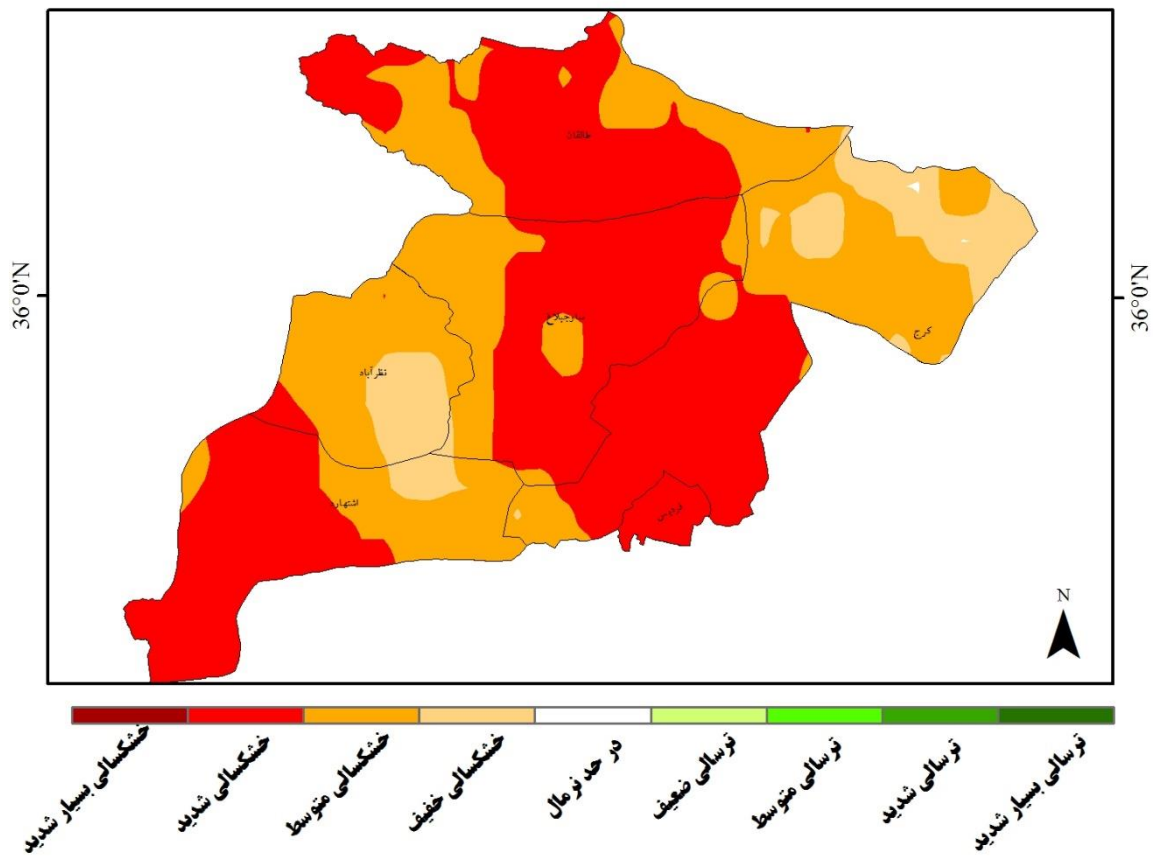 طالقان
36°0'N
36°0'N
ساوجبلاغ
کرج
نظرآباد
اشتهارد
فردیس
N
خشکسالی بسیار شدید
خشکسالی شدید
خشکسالی متوسط
خشکسالی خفیف
در حد نرمال
ترسالی ضعیف
ترسالی متوسط
ترسالی شدید
ترسالی بسیار شدید